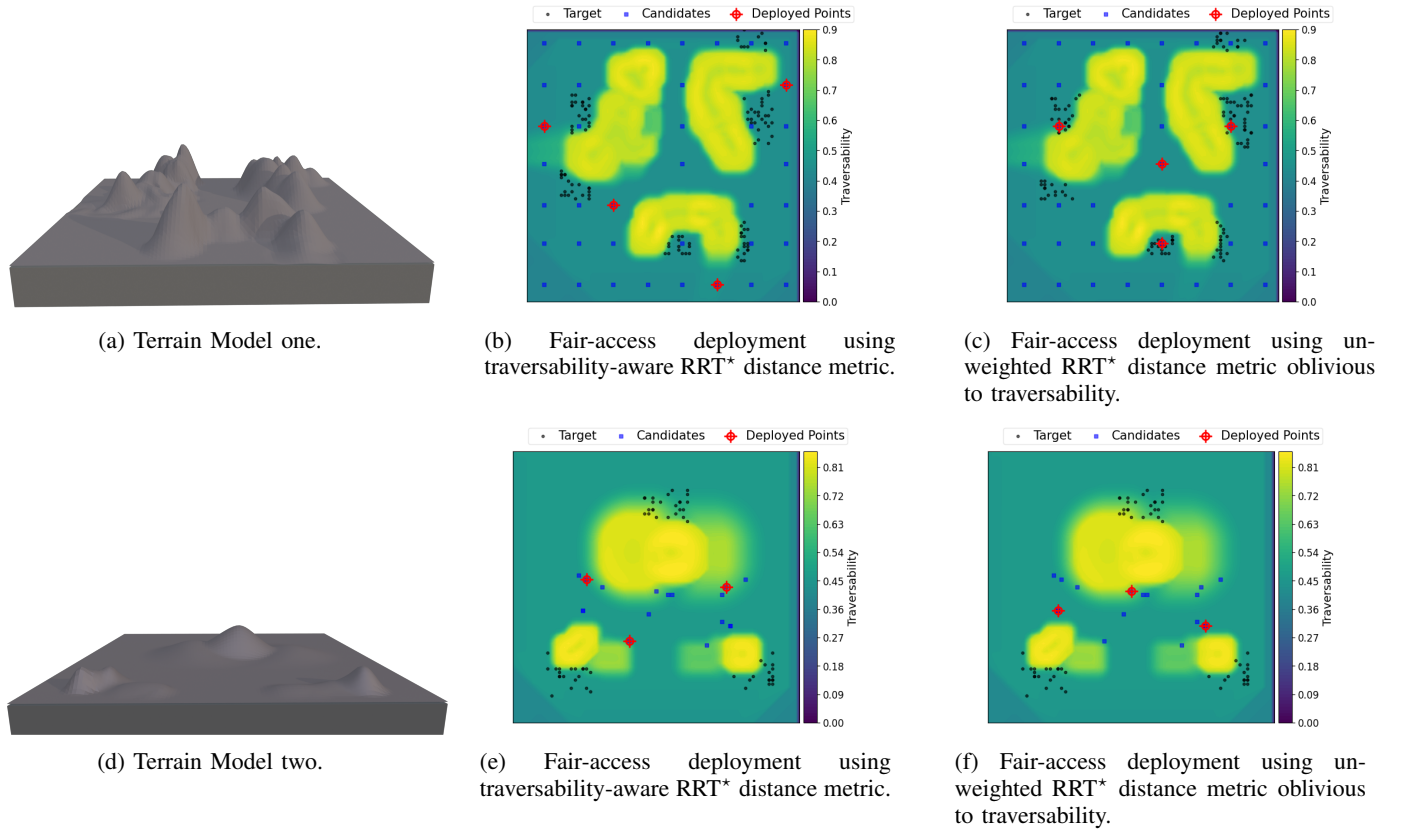 Target Candidates Deployed Points
0.9
0.8
0.7
0.6
0.5
0.4
0.3
0.2
0.1
0.0
Traversability
Target Candidates Deployed Points
0.9
0.8
0.7
0.6
0.5
0.4
0.3
0.2
0.1
0.0
Traversability
(a) Terrain Model one.
(b) Fair-access deployment using
traversability-aware RRT⋆ distance metric.
(c) Fair-access deployment using un-
weighted RRT⋆ distance metric oblivious
to traversability.
Target Candidates Deployed Points
0.81
0.72
0.63
0.54
0.45
0.36
0.27
0.18
0.09
0.00
Traversability
Target Candidates Deployed Points
0.81
0.72
0.63
0.54
0.45
0.36
0.27
0.18
0.09
0.00
Traversability
(d) Terrain Model two.
(e) Fair-access deployment using
traversability-aware RRT⋆ distance metric.
(f) Fair-access deployment using un-
weighted RRT⋆ distance metric oblivious
to traversability.